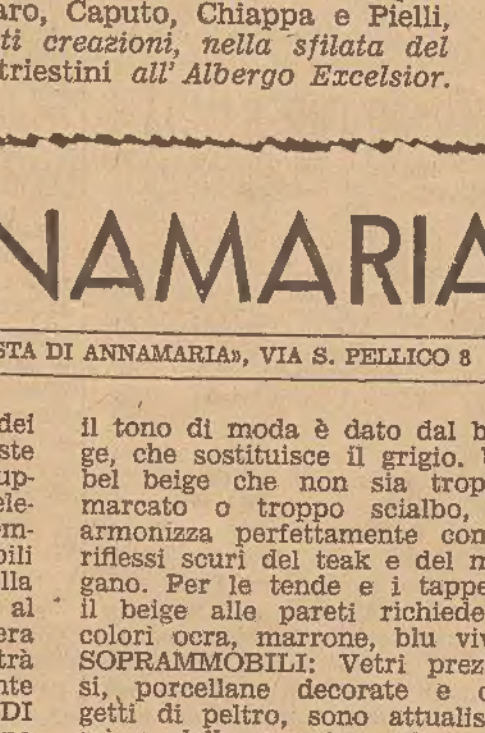 aro, Caputo, Chiappa e Pielli,
ti creazioni, nella sfilata del
triestini all'Albergo Excelsior.
NAMARIA
STA DI ANNAMARIA», VIA S. PELLICO 8
dei
ste
up-
ele-
em-
bili
lla
al
era
trà
nte
DI
il tono di moda è dato dal b
ge, che sostituisce il grigio.
bel beige che non sia trop
marcato o troppo scialbo,
armonizza perfettamente con
riflessi scuri del teak e del m
gano. Per le tende e i tappe
il beige alle pareti richiede
colori ocra, marrone, blu viv
SOPRAMMOBILI: Vetri prez
si, porcellane decorate e o
getti di peltro, sono attualis